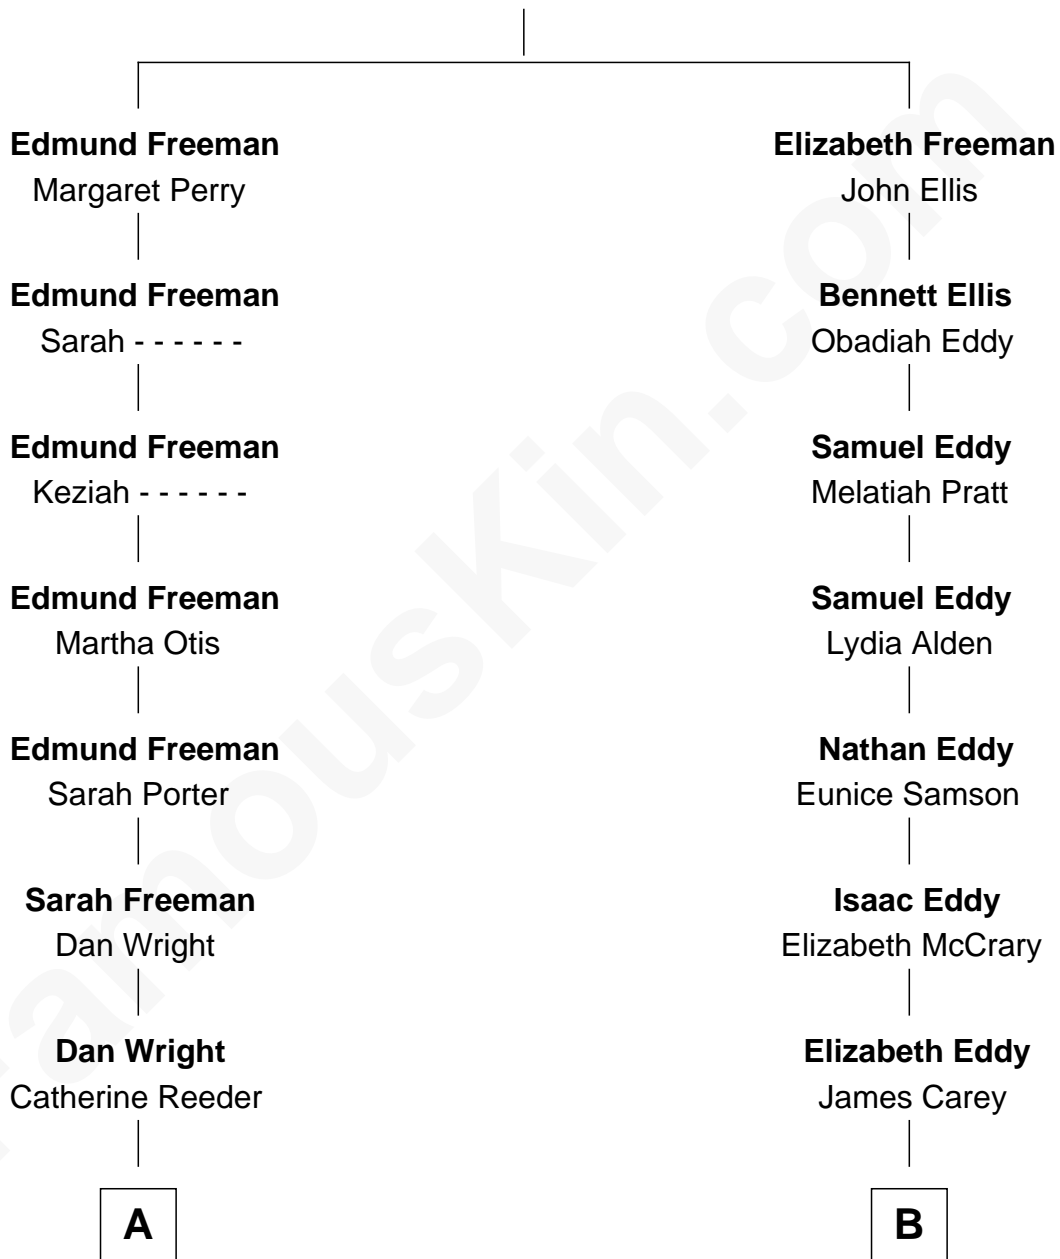 Edmund Freeman
Margaret Perry
Edmund Freeman
Sarah - - - - - -
Edmund Freeman
Keziah - - - - - -
Edmund Freeman
Martha Otis
Edmund Freeman
Sarah Porter
Sarah Freeman
Dan Wright
Dan Wright
Catherine Reeder
A
Elizabeth Freeman
John Ellis
Bennett Ellis
Obadiah Eddy
Samuel Eddy
Melatiah Pratt
Samuel Eddy
Lydia Alden
Nathan Eddy
Eunice Samson
Isaac Eddy
Elizabeth McCrary
Elizabeth Eddy
James Carey
B
FamousKin.com